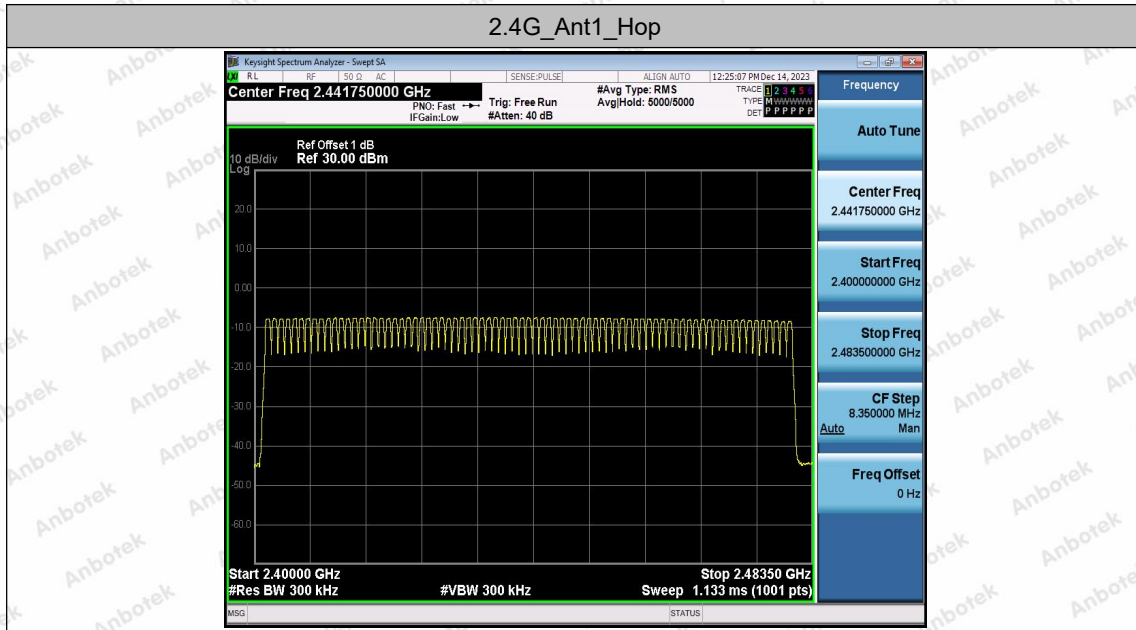 2.4G_Ant1_Hop
Keysight Spectrum Analyzer - Swept SA
RL RF 50 Ω AC SENSE:PULSE ALIGN AUTO 12:25:07 PM Dec 14, 2023
Center Freq 2.441750000 GHz #Avg Type: RMS TRACE 1 2 3 4 5 6
PNO: Fast Trig: Free Run Avg|Hold: 5000/5000 TYPE M W W W W W
IFGain:Low #Atten: 40 dB DET P P P P P P
Ref Offset 1 dB
10 dB/div Ref 30.00 dBm
Log
20.0
10.0
0.00
-10.0
-20.0
-30.0
-40.0
-50.0
-60.0
Start 2.40000 GHz Stop 2.48350 GHz
#Res BW 300 kHz #VBW 300 kHz Sweep 1.133 ms (1001 pts)
MSG STATUS
Frequency
Auto Tune
Center Freq
2.441750000 GHz
Start Freq
2.400000000 GHz
Stop Freq
2.483500000 GHz
CF Step
8.350000 MHz
Auto Man
Freq Offset
0 Hz
Anbotek